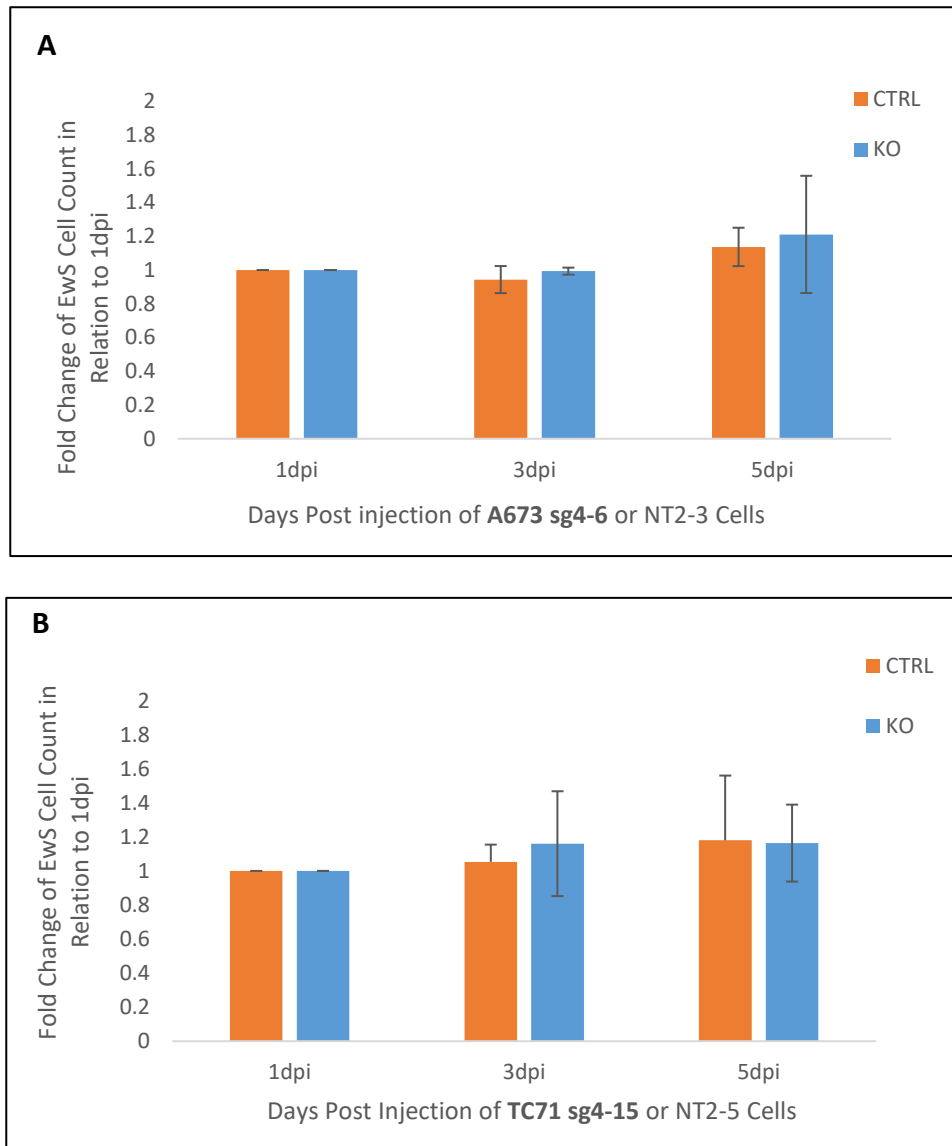 A
CTRL
KO
Fold Change of EwS Cell Count in
Relation to 1dpi
2
1.8
1.6
1.4
1.2
1
0.8
0.6
0.4
0.2
0
1dpi 3dpi 5dpi
Days Post injection of A673 sg4-6 or NT2-3 Cells
B
CTRL
KO
Fold Change of EwS Cell Count in
Relation to 1dpi
2
1.8
1.6
1.4
1.2
1
0.8
0.6
0.4
0.2
0
1dpi 3dpi 5dpi
Days Post Injection of TC71 sg4-15 or NT2-5 Cells